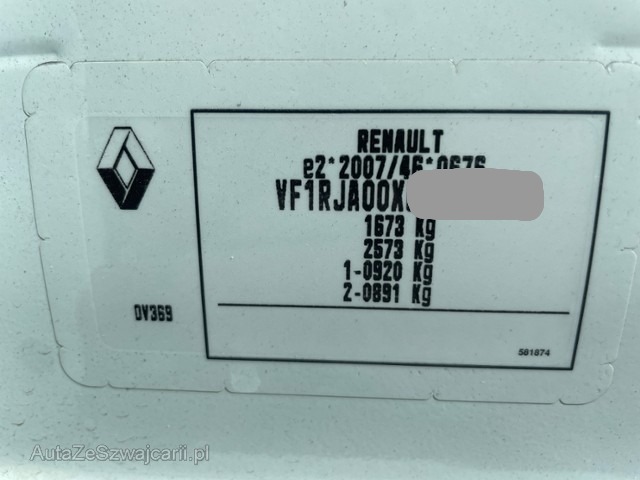 RENAULT
e2*2007/46*0676
VF1RJA00X
1673 Kg
2573 Kg
1-0920 Kg
2-0891 Kg
DV369
581874
AutaZeSzwajcarii.pl